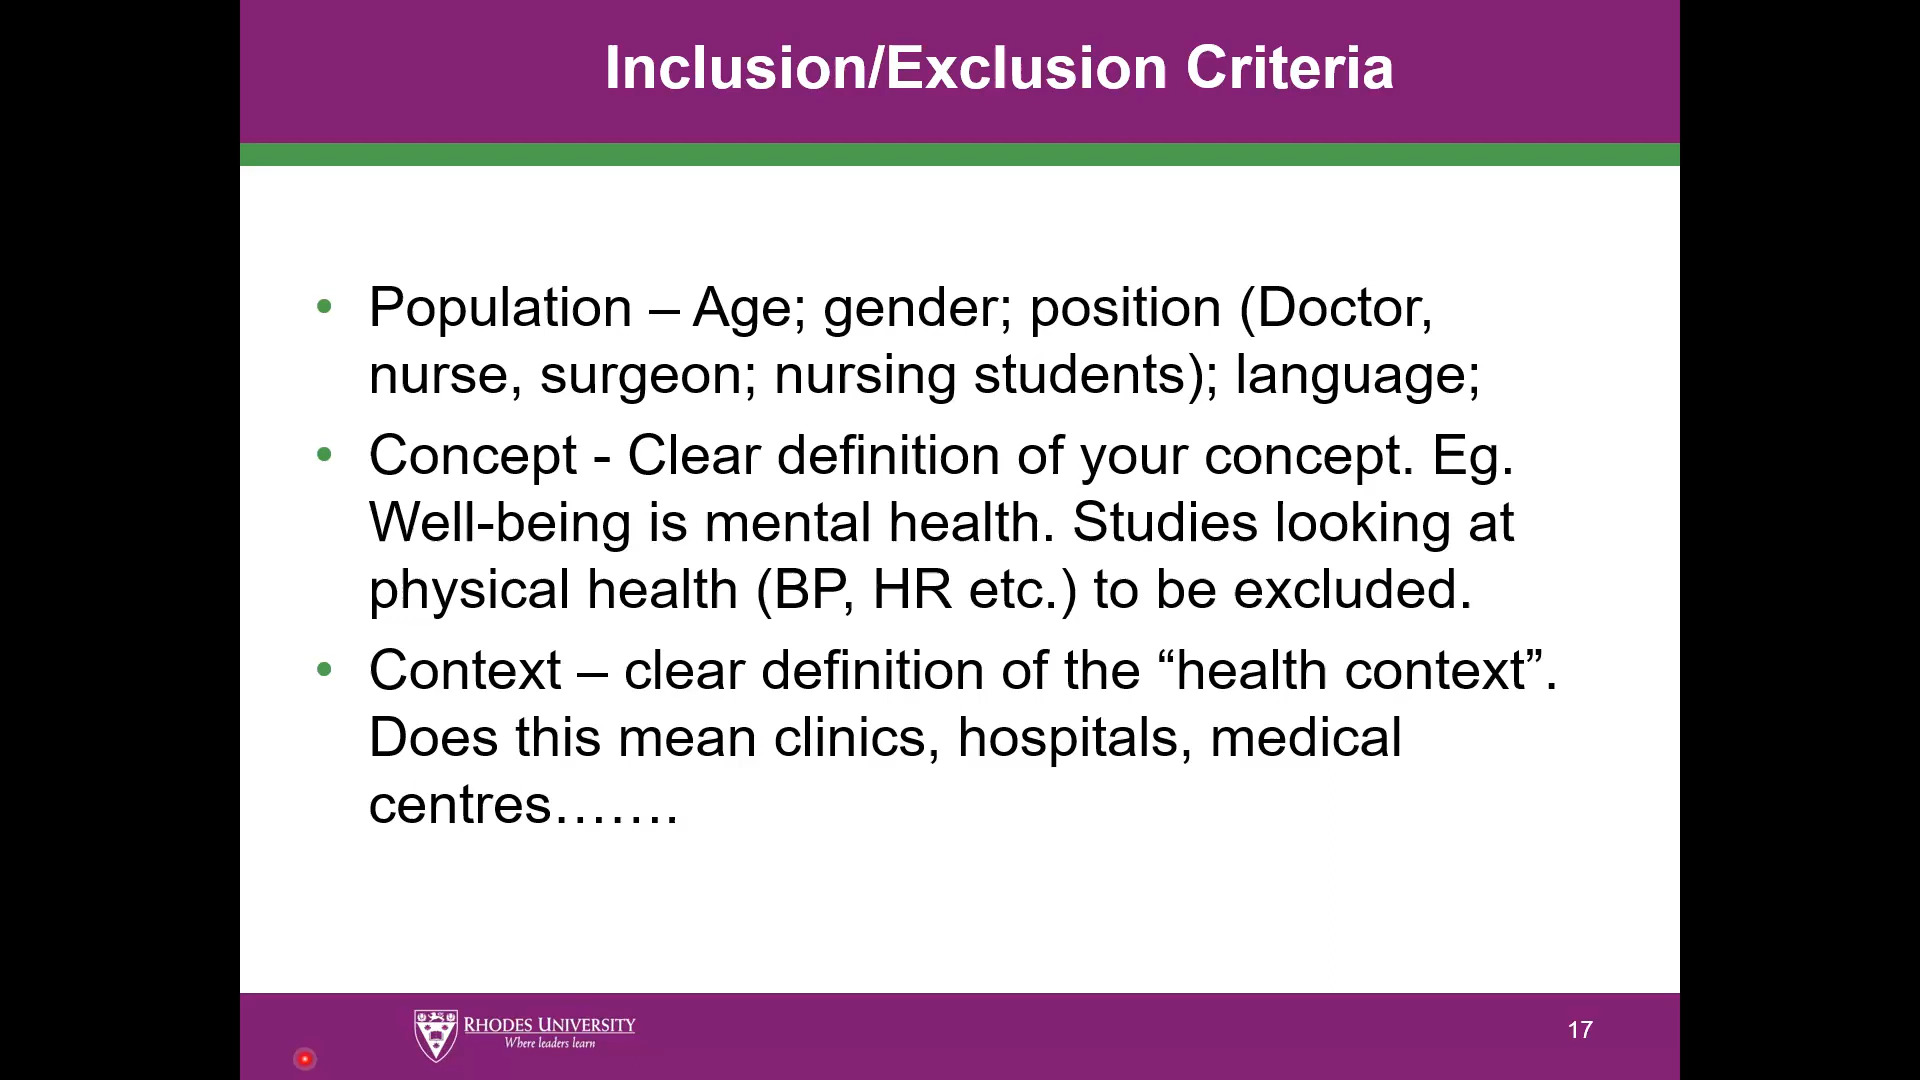 Inclusion/Exclusion Criteria
• Population – Age; gender; position (Doctor,
nurse, surgeon; nursing students); language;
• Concept - Clear definition of your concept. Eg.
Well-being is mental health. Studies looking at
physical health (BP, HR etc.) to be excluded.
• Context – clear definition of the “health context”.
Does this mean clinics, hospitals, medical
centres…….
RHODES UNIVERSITY
Where leaders learn
17